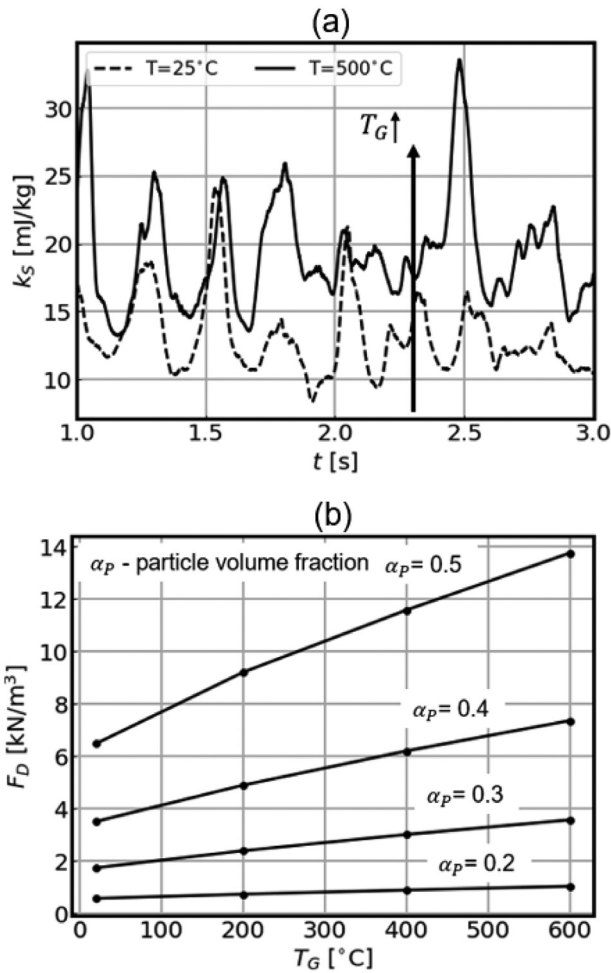 (a)
T=25°C
T=500°C
T_G↑
k_S [mJ/kg]
30
25
20
15
10
1.0 1.5 2.0 2.5 3.0
t [s]
(b)
α_P - particle volume fraction
α_P= 0.5
α_P= 0.4
α_P= 0.3
α_P= 0.2
F_D [kN/m³]
14
12
10
8
6
4
2
0
0 100 200 300 400 500 600
T_G [°C]